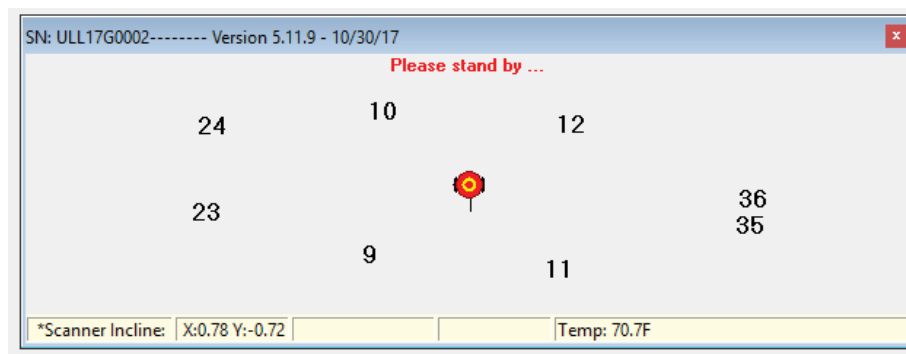 SN: ULL17G0002-------- Version 5.11.9 - 10/30/17
x
Please stand by ...
10
24
12
36
23
35
9
11
*Scanner Incline: X:0.78 Y:-0.72 Temp: 70.7F